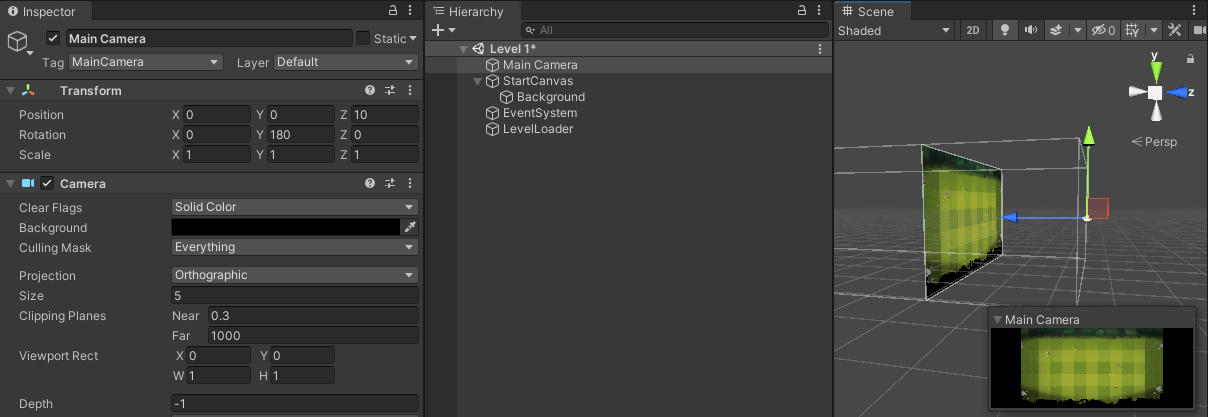 Inspector
Main Camera
Static
Tag MainCamera Layer Default
Transform
Position X 0 Y 0 Z 10
Rotation X 0 Y 180 Z 0
Scale X 1 Y 1 Z 1
Camera
Clear Flags Solid Color
Background
Culling Mask Everything
Projection Orthographic
Size 5
Clipping Planes Near 0.3
Far 1000
Viewport Rect X 0 Y 0
W 1 H 1
Depth -1
Hierarchy
All
Level 1*
Main Camera
StartCanvas
Background
EventSystem
LevelLoader
Scene
Shaded 2D 0
y
z
Persp
Main Camera